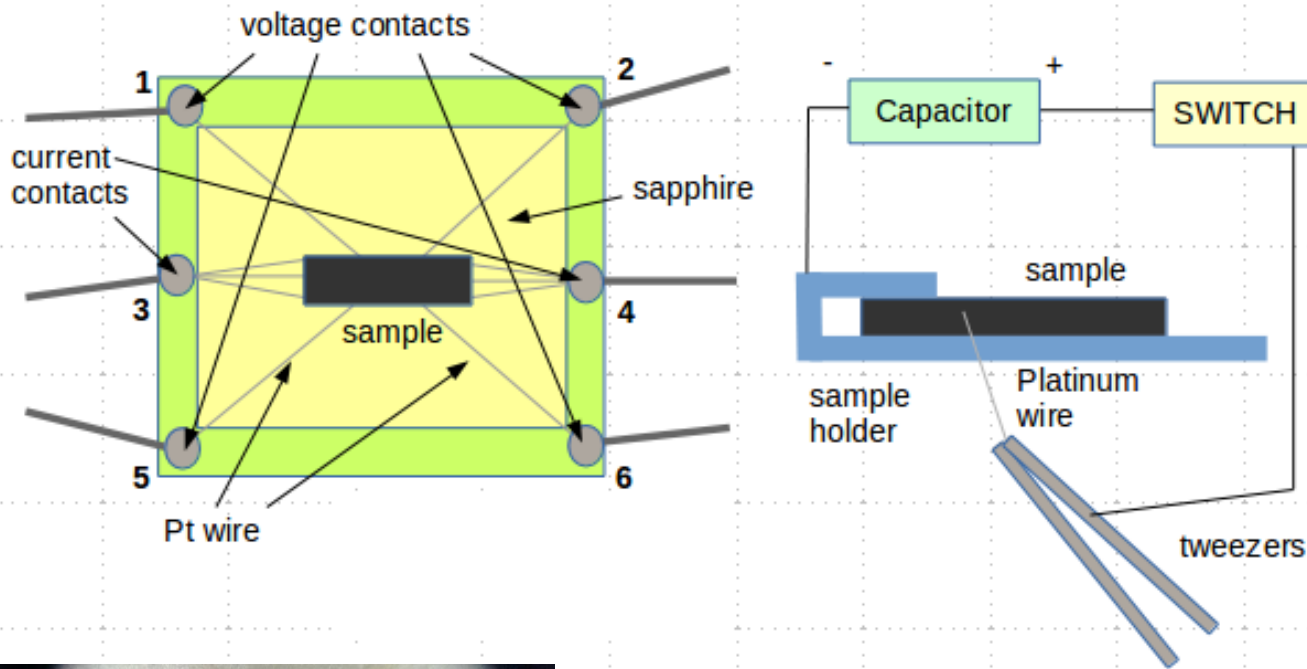 voltage contacts
1
2
current
contacts
sapphire
3
sample
4
5
6
Pt wire
-
+
Capacitor
SWITCH
sample
sample
holder
Platinum
wire
tweezers